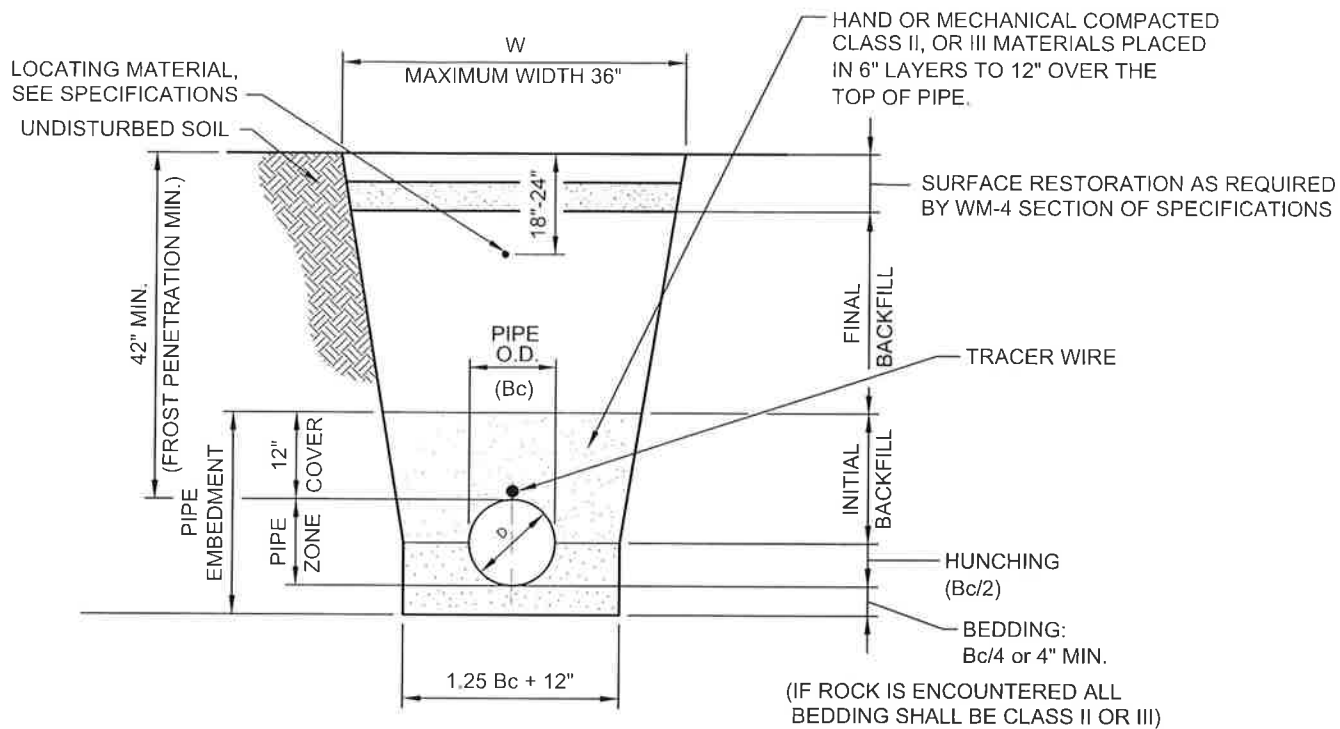 HAND OR MECHANICAL COMPACTED
CLASS II, OR III MATERIALS PLACED
IN 6" LAYERS TO 12" OVER THE
TOP OF PIPE.
W
MAXIMUM WIDTH 36"
LOCATING MATERIAL,
SEE SPECIFICATIONS
UNDISTURBED SOIL
SURFACE RESTORATION AS REQUIRED
BY WM-4 SECTION OF SPECIFICATIONS
18"-24"
42" MIN.
(FROST PENETRATION MIN.)
FINAL
BACKFILL
PIPE
O.D.
(Bc)
TRACER WIRE
PIPE
EMBEDMENT
12"
COVER
INITIAL
BACKFILL
PIPE
ZONE
D
HUNCHING
(Bc/2)
BEDDING:
Bc/4 or 4" MIN.
1.25 Bc + 12"
(IF ROCK IS ENCOUNTERED ALL
BEDDING SHALL BE CLASS II OR III)